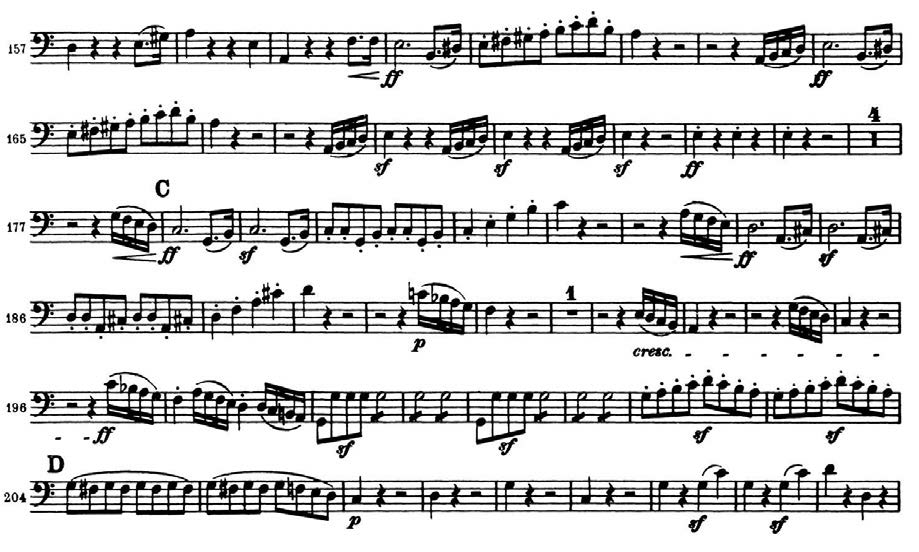 157 ff ff
165 4 sf sf sf ff
C
177 ff sf ff sf
186 1 p cresc.
196 ff sf sf sf sf
D
204 p sf sf